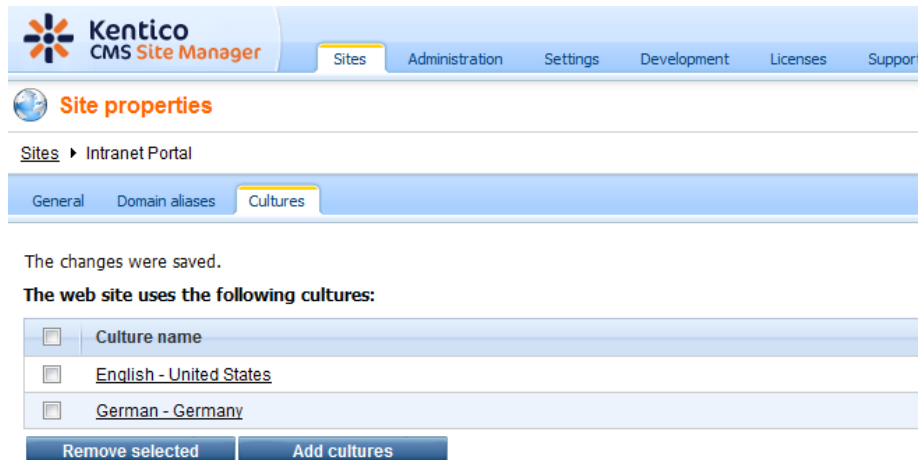 Kentico
CMS Site Manager
Sites Administration Settings Development Licenses Support
Site properties
Sites Intranet Portal
General Domain aliases Cultures
The changes were saved.
The web site uses the following cultures:
Culture name
English - United States
German - Germany
Remove selected Add cultures